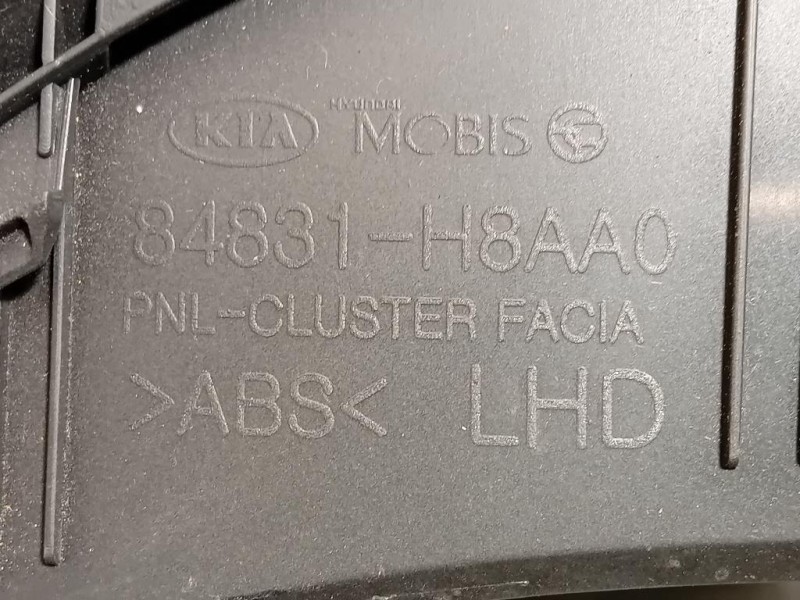 KIA HYUNDAI MOBIS
84831-H8AA0
PNL-CLUSTER FACIA
>ABS< LHD